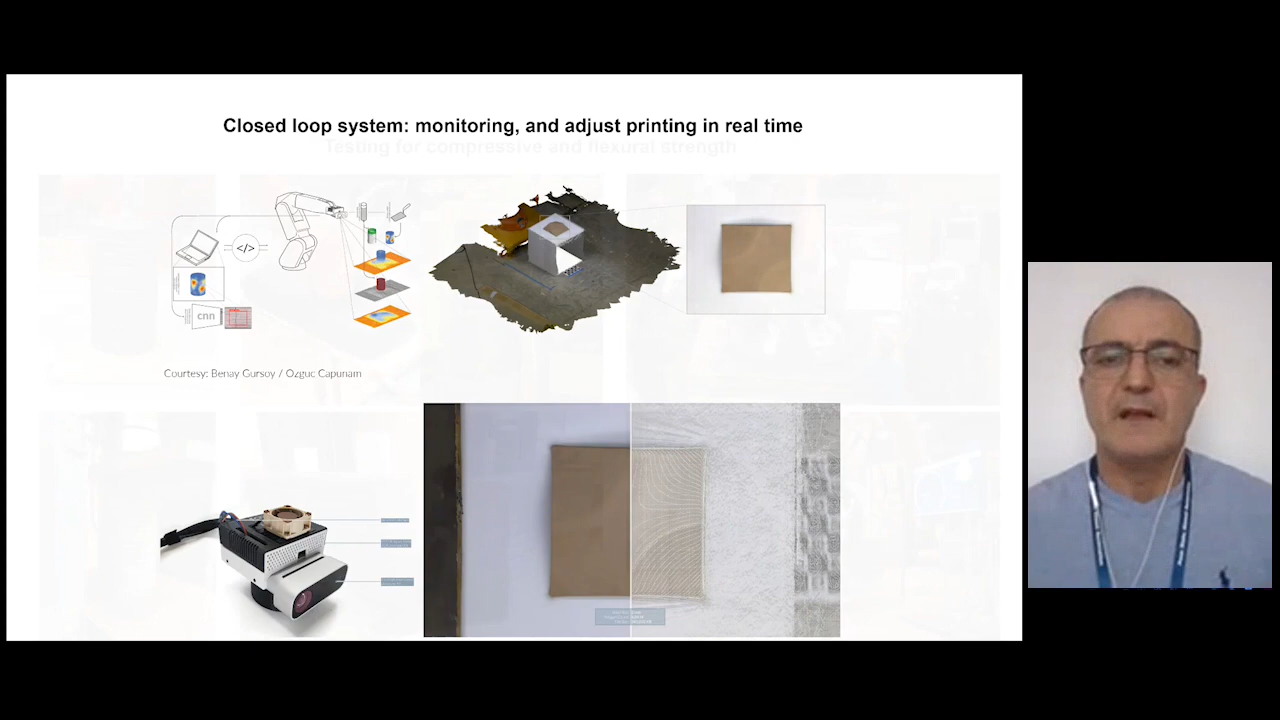 Closed loop system: monitoring, and adjust printing in real time
Testing for compressive and flexural strength
</>
cnn
Courtesy: Benay Gursoy / Ozguc Capunam